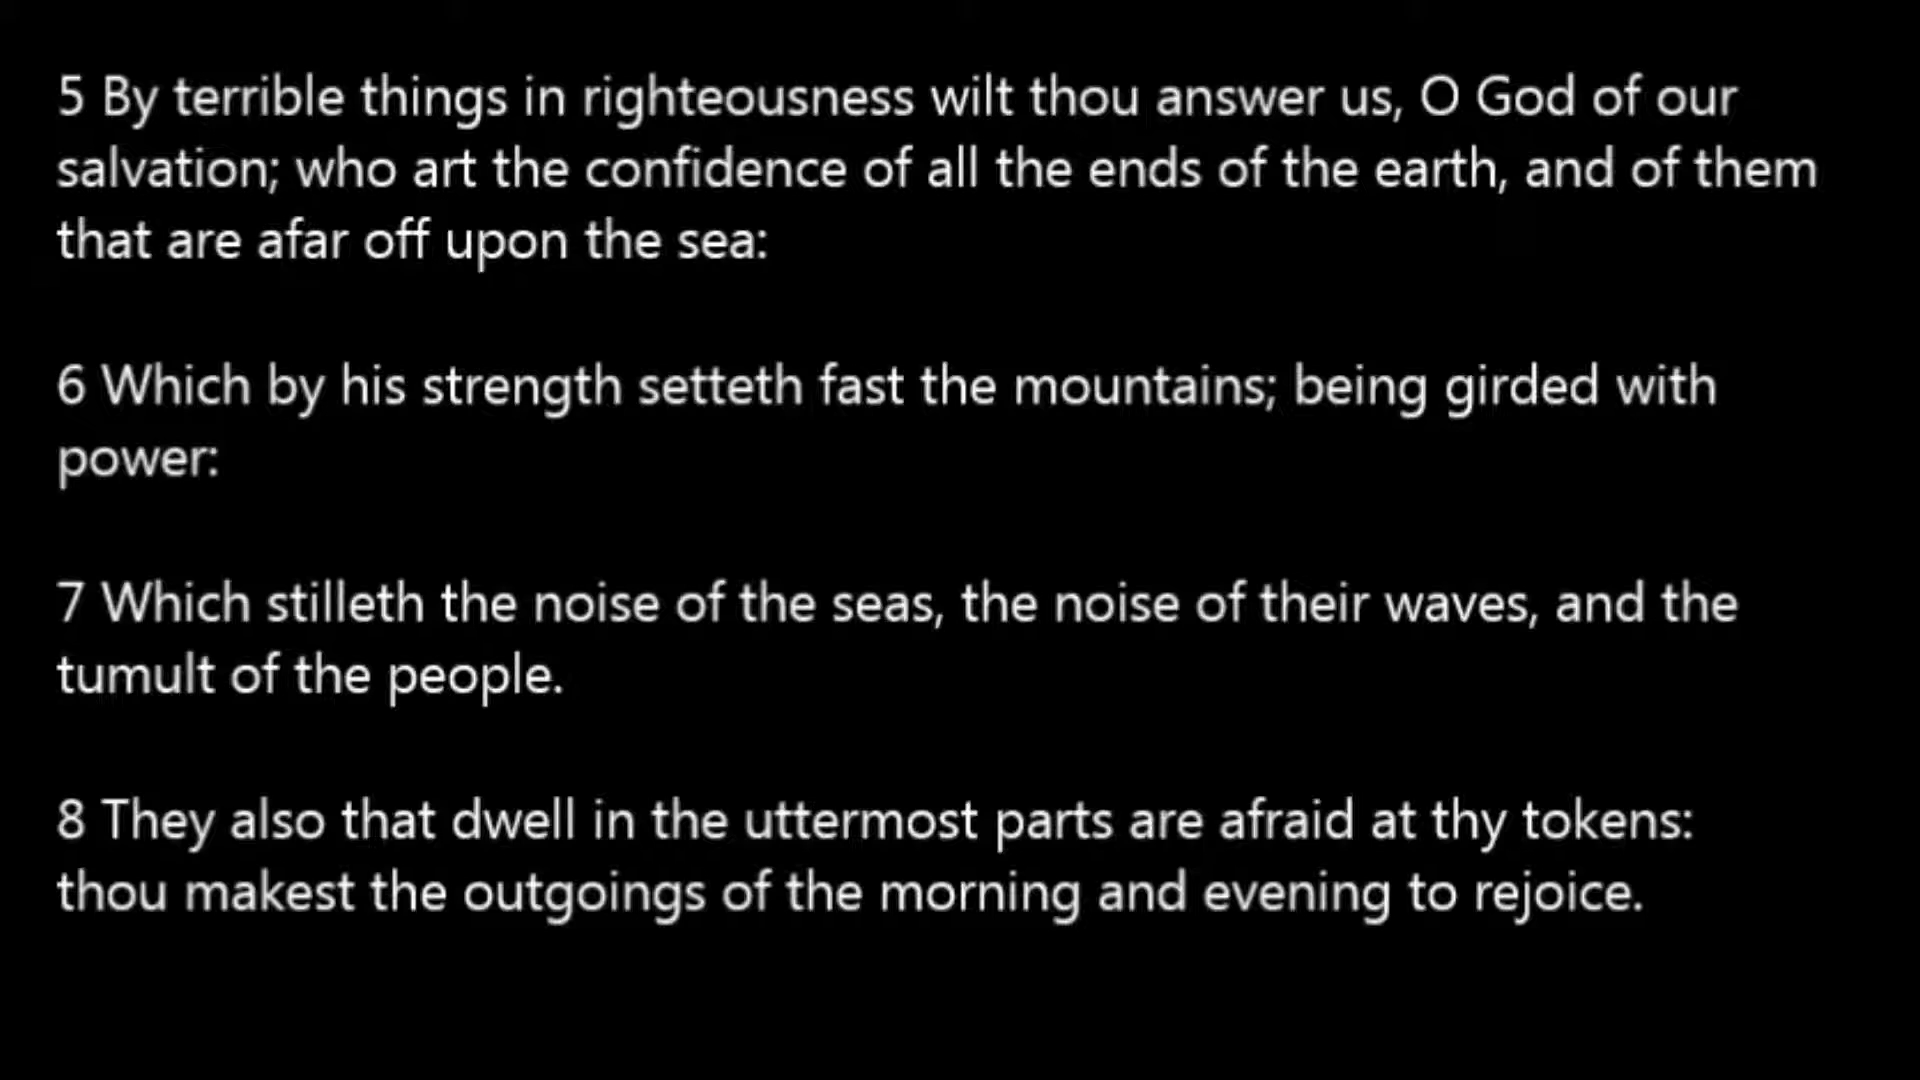 5 By terrible things in righteousness wilt thou answer us, O God of our
salvation; who art the confidence of all the ends of the earth, and of them
that are afar off upon the sea:
6 Which by his strength setteth fast the mountains; being girded with
power:
7 Which stilleth the noise of the seas, the noise of their waves, and the
tumult of the people.
8 They also that dwell in the uttermost parts are afraid at thy tokens:
thou makest the outgoings of the morning and evening to rejoice.